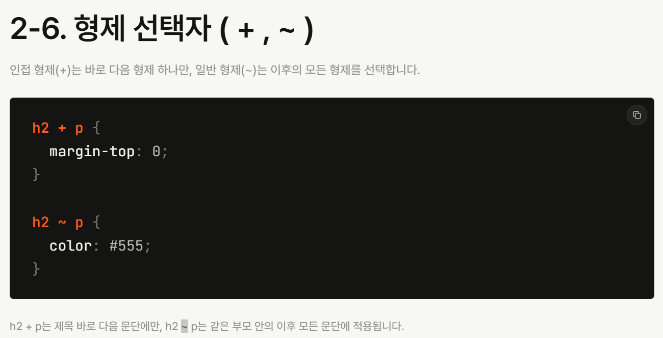 2-6. 형제 선택자 ( + , ~ )
인접 형제(+)는 바로 다음 형제 하나만, 일반 형제(~)는 이후의 모든 형제를 선택합니다.
h2 + p {
  margin-top: 0;
}

h2 ~ p {
  color: #555;
}
h2 + p는 제목 바로 다음 문단에만, h2 ~ p는 같은 부모 안의 이후 모든 문단에 적용됩니다.